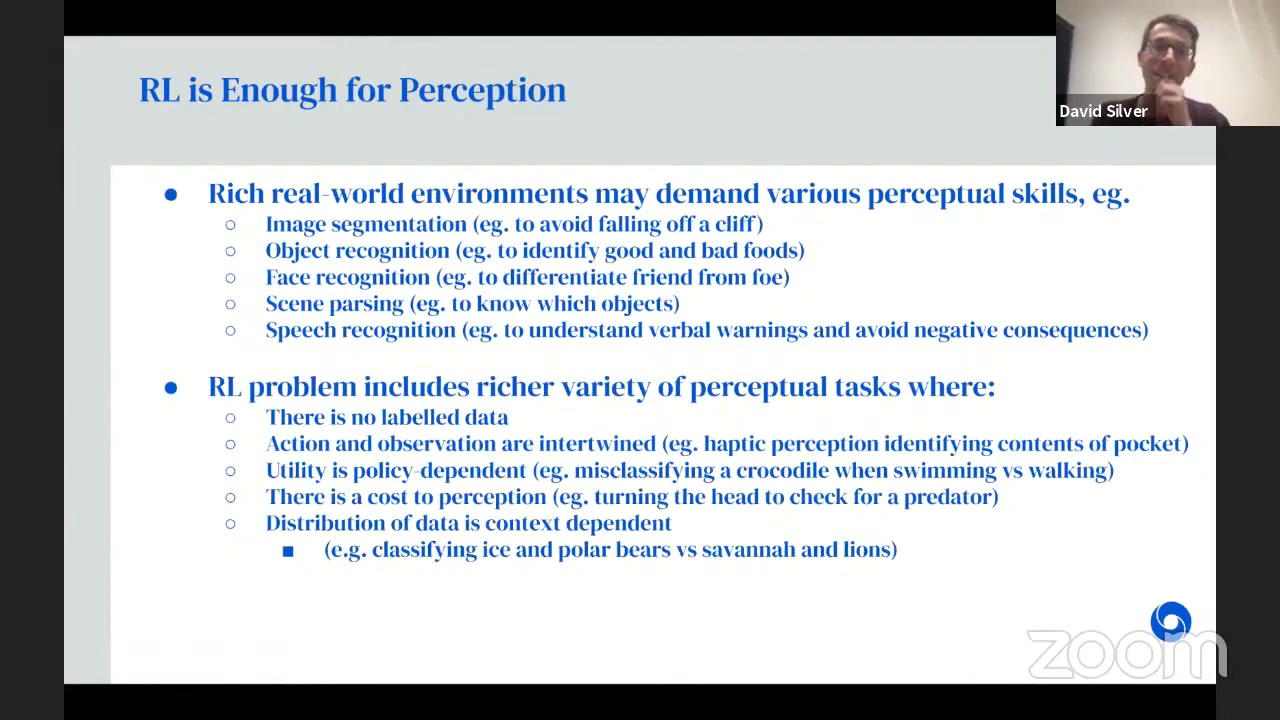 RL is Enough for Perception
David Silver
● Rich real-world environments may demand various perceptual skills, eg.
○ Image segmentation (eg. to avoid falling off a cliff)
○ Object recognition (eg. to identify good and bad foods)
○ Face recognition (eg. to differentiate friend from foe)
○ Scene parsing (eg. to know which objects)
○ Speech recognition (eg. to understand verbal warnings and avoid negative consequences)
● RL problem includes richer variety of perceptual tasks where:
○ There is no labelled data
○ Action and observation are intertwined (eg. haptic perception identifying contents of pocket)
○ Utility is policy-dependent (eg. misclassifying a crocodile when swimming vs walking)
○ There is a cost to perception (eg. turning the head to check for a predator)
○ Distribution of data is context dependent
■ (e.g. classifying ice and polar bears vs savannah and lions)
zoom